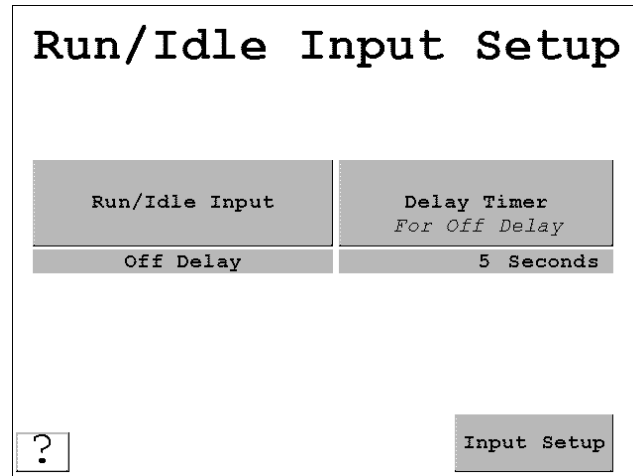 Run/Idle Input Setup
Run/Idle Input
Delay Timer
For Off Delay
Off Delay
5 Seconds
?
Input Setup